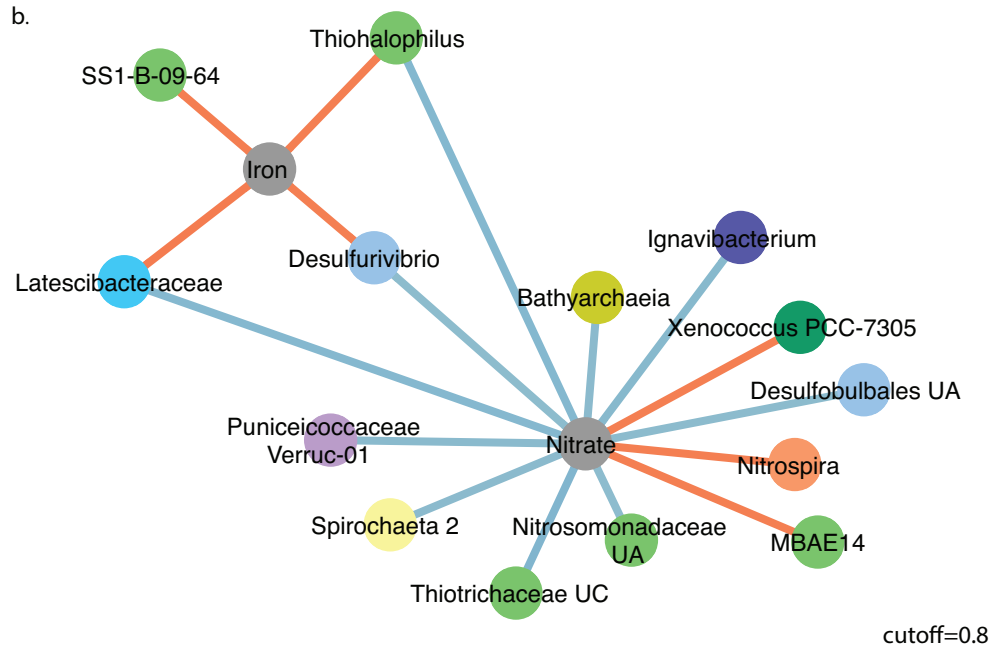 b.
Thiohalophilus
SS1-B-09-64
Iron
Ignavibacterium
Desulfurivibrio
Latescibacteraceae
Bathyarchaeia
Xenococcus PCC-7305
Desulfobulbales UA
Puniceicoccaceae
Verruc-01
Nitrate
Nitrospira
Spirochaeta 2
Nitrosomonadaceae
UA
MBAE14
Thiotrichaceae UC
cutoff=0.8